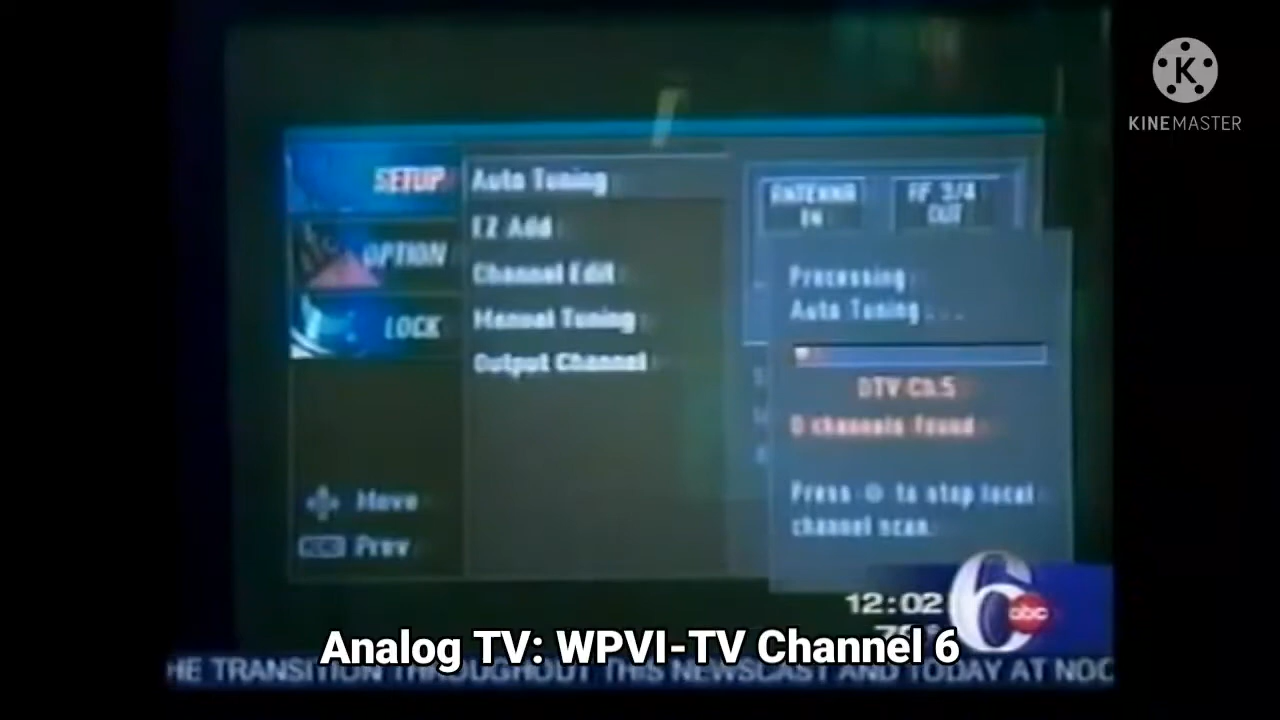 K
KINEMASTER
SETUP
OPTION
LOCK
Move
Prev
Auto Tuning
EZ Add
Channel Edit
Manual Tuning
Output Channel
ANTENNA
IN
RF 3/4
OUT
Processing
Auto Tuning...
DTV Ch.5
0 channels found
Press to stop local
channel scan.
12:02
6
abc
Analog TV: WPVI-TV Channel 6
HE TRANSITION THROUGHOUT THIS NEWSCAST AND TODAY AT NOO